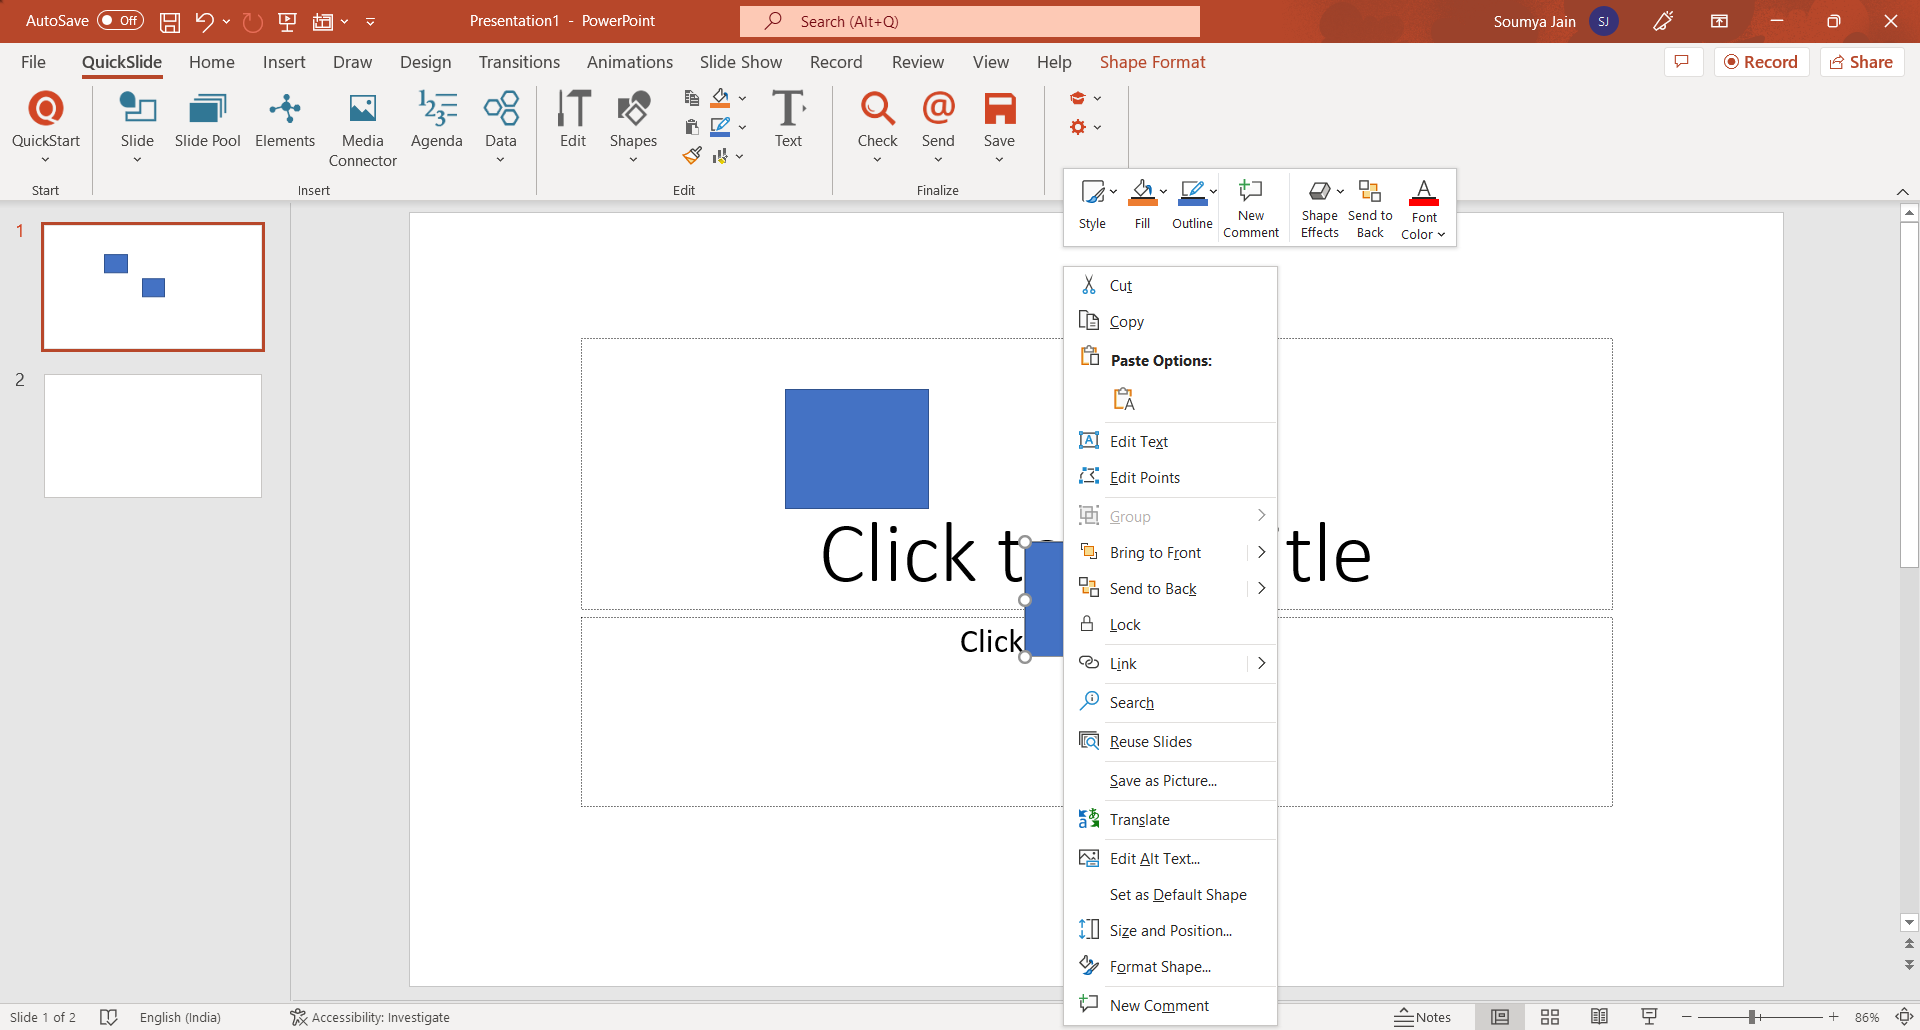 AutoSave Off Presentation1 - PowerPoint Search (Alt+Q) Soumya Jain SJ
File QuickSlide Home Insert Draw Design Transitions Animations Slide Show Record Review View Help Shape Format Record Share
QuickStart Slide Slide Pool Elements Media Connector Agenda Data Edit Shapes Text Check Send Save
Start Insert Edit Finalize
Style Fill Outline New Comment Shape Effects Send to Back Font Color
1
2
Cut
Copy
Paste Options:
Edit Text
Edit Points
Group
Bring to Front
Send to Back
Lock
Link
Search
Reuse Slides
Save as Picture...
Translate
Edit Alt Text...
Set as Default Shape
Size and Position...
Format Shape...
New Comment
Click t tle
Click
Slide 1 of 2 English (India) Accessibility: Investigate Notes 86%